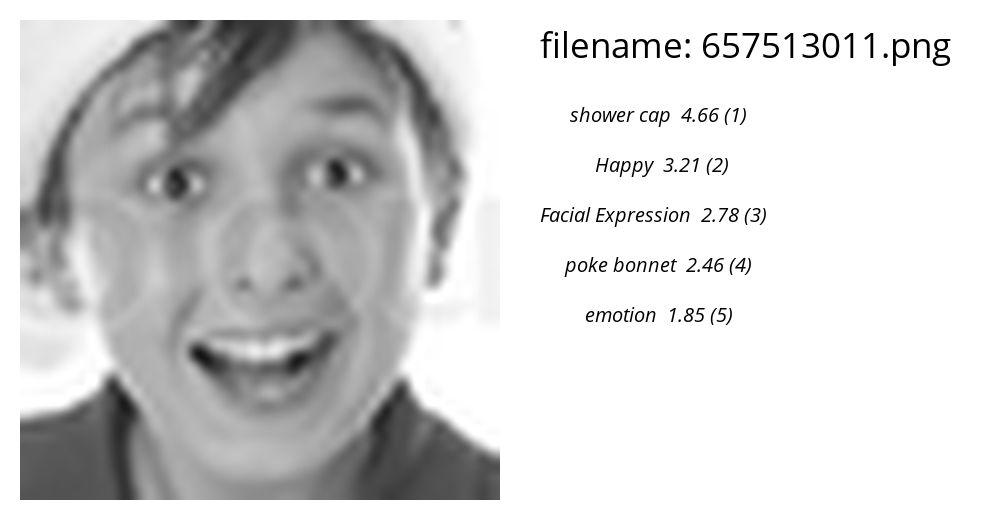 filename: 657513011.png
shower cap 4.66 (1)
Happy 3.21 (2)
Facial Expression 2.78 (3)
poke bonnet 2.46 (4)
emotion 1.85 (5)